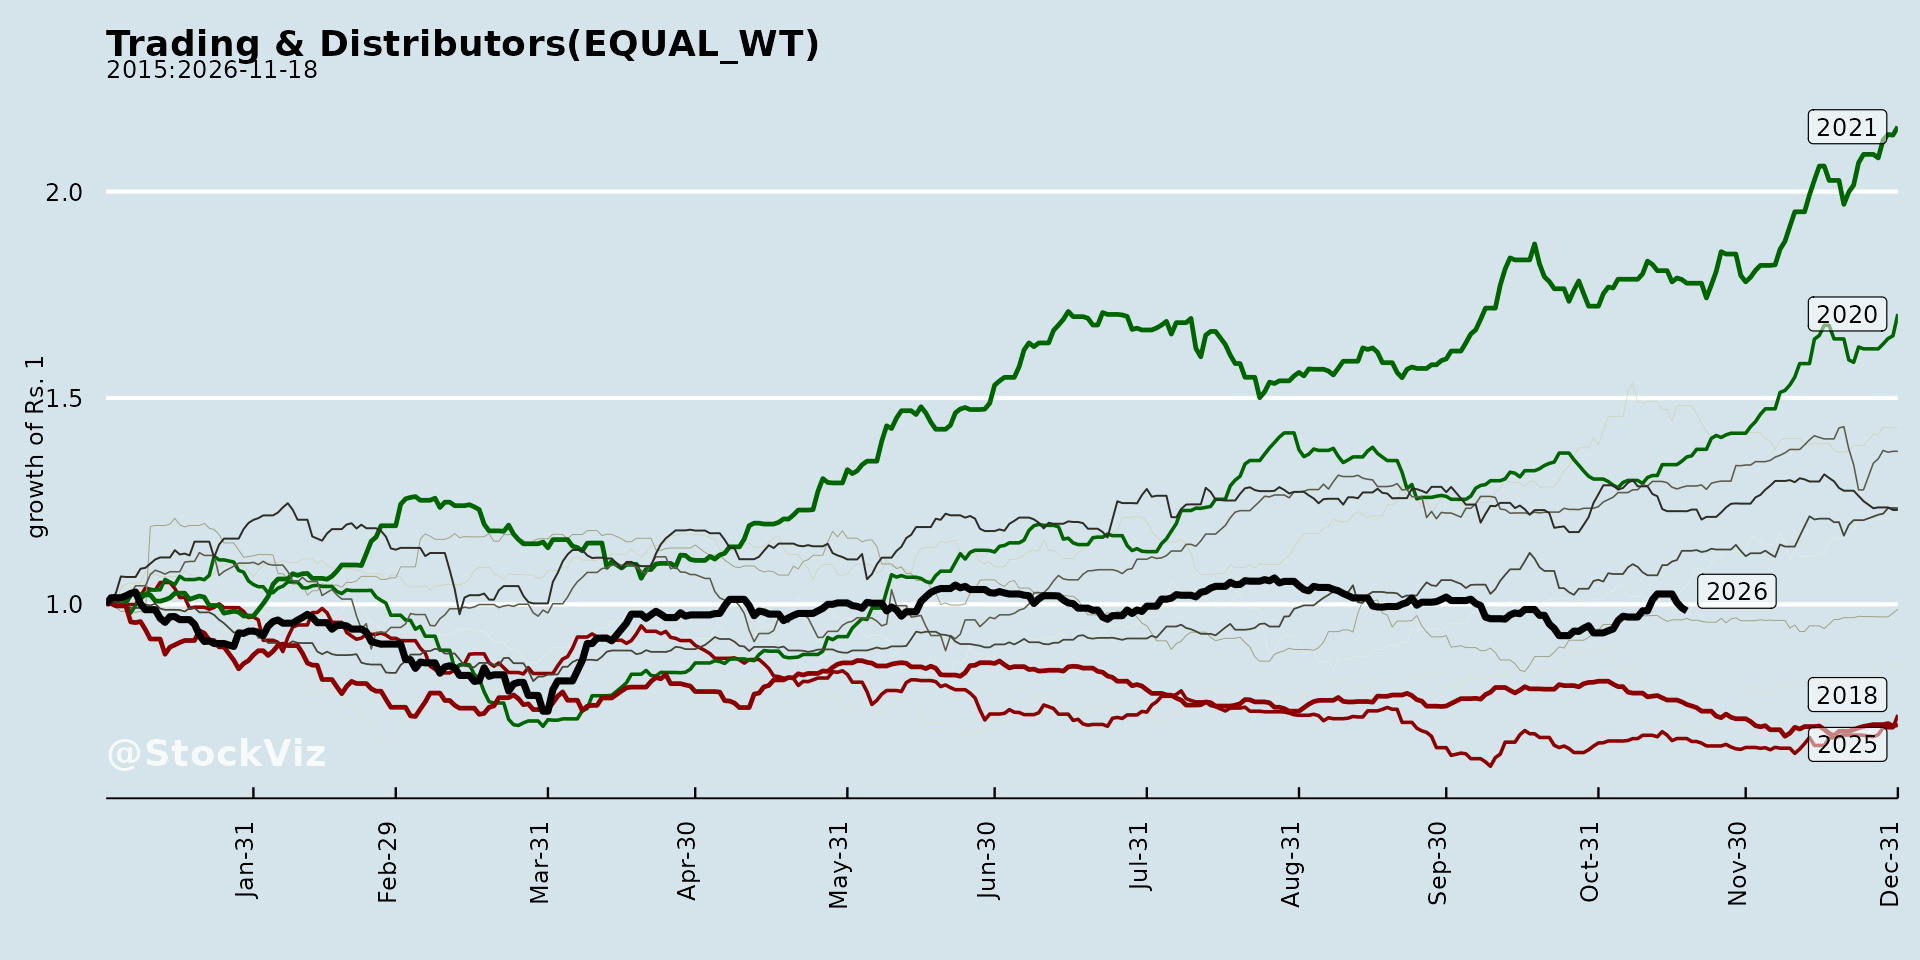 Trading & Distributors(EQUAL_WT)
2015:2026-11-18
growth of Rs. 1
2.0
1.5
1.0
2021
2020
2026
2018
2025
@StockViz
Jan-31
Feb-29
Mar-31
Apr-30
May-31
Jun-30
Jul-31
Aug-31
Sep-30
Oct-31
Nov-30
Dec-31